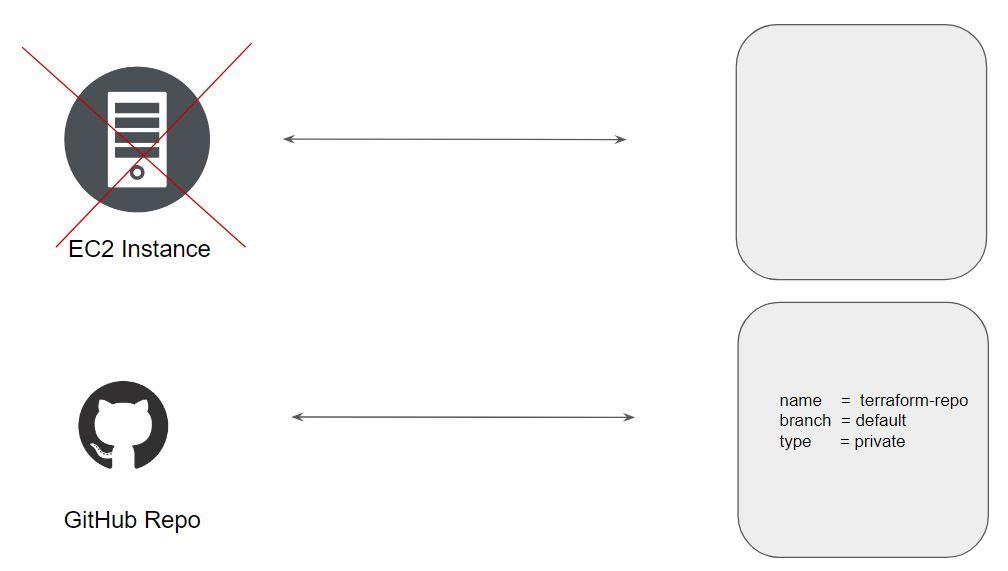 EC2 Instance
name = terraform-repo
branch = default
type = private
GitHub Repo